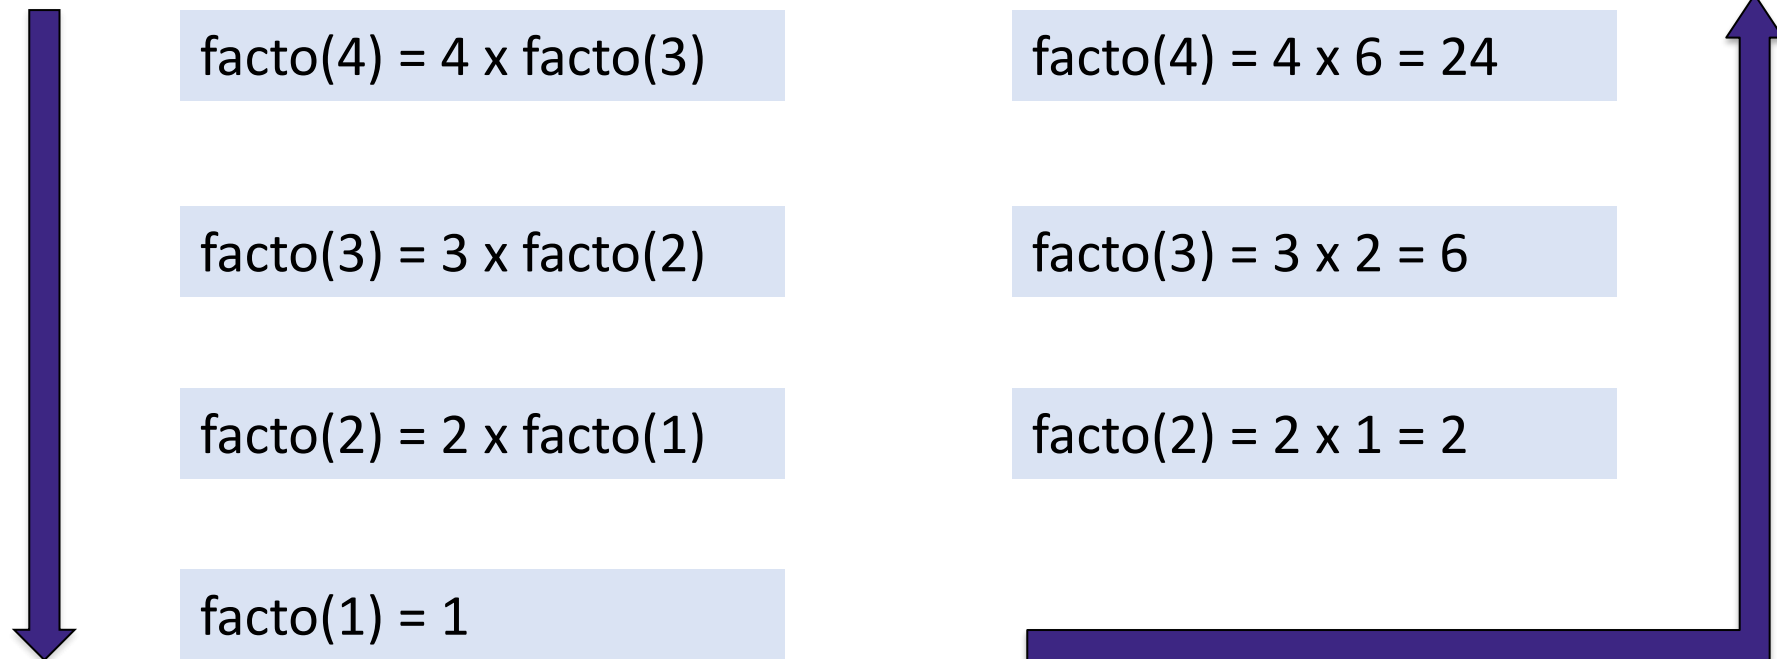 facto(4) = 4 x facto(3)
facto(3) = 3 x facto(2)
facto(2) = 2 x facto(1)
facto(1) = 1
facto(4) = 4 x 6 = 24
facto(3) = 3 x 2 = 6
facto(2) = 2 x 1 = 2